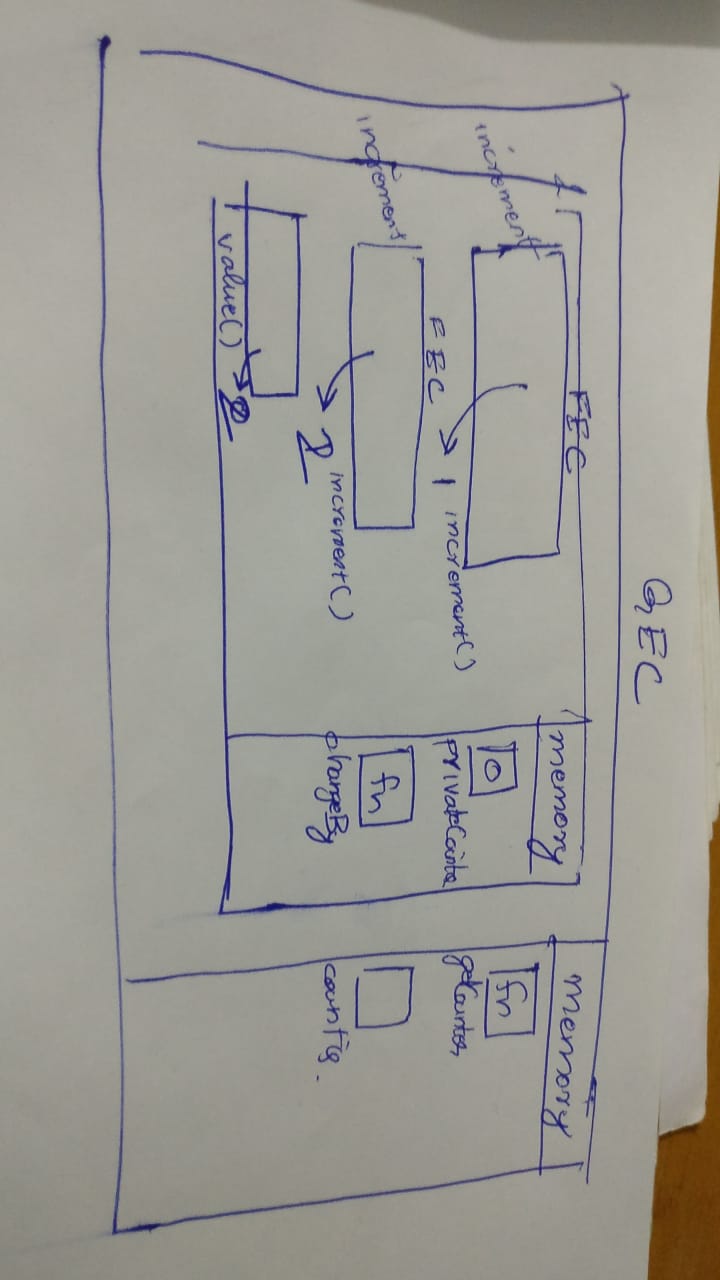 GEC
FEC
memory
memory
increment
1 increment()
0
privateCounter
fn
getCounter
increment
FEC
2 increment()
fn
changeBy
counter.
value()
2